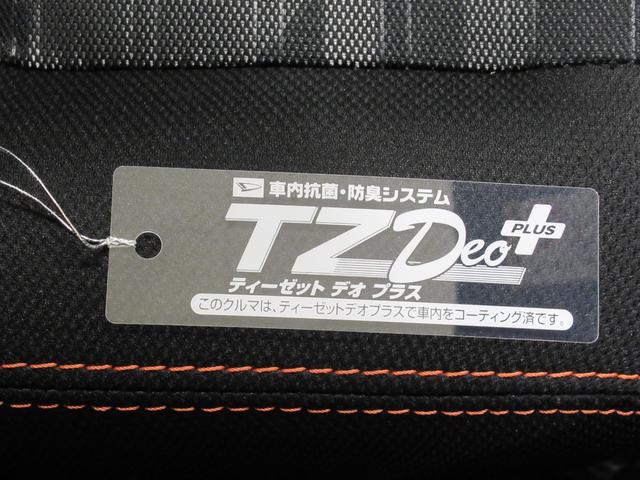 車内抗菌・防臭システム
TZDeo PLUS
ティーゼット デオ プラス
このクルマは、ティーゼットデオプラスで車内をコーティング済です。